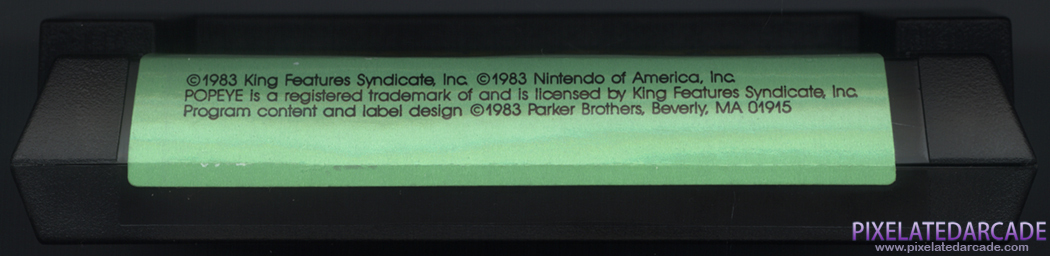 ©1983 King Features Syndicate, Inc. ©1983 Nintendo of America, Inc.
POPEYE is a registered trademark of and is licensed by King Features Syndicate, Inc.
Program content and label design ©1983 Parker Brothers, Beverly, MA 01915
PIXELATEDARCADE
www.pixelatedarcade.com